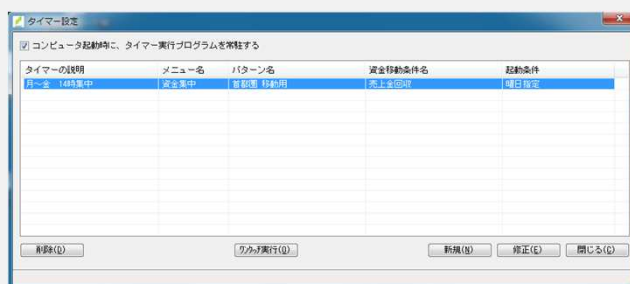 タイマー設定
コンピュータ起動時に、タイマー実行プログラムを常駐する
タイマーの説明 メニュー名 パターン名 資金移動条件名 起動条件
月～金 14時集中 資金集中 首都圏 移動用 売上金回収 曜日指定
削除(D) ワンタッチ実行(O) 新規(N) 修正(E) 閉じる(C)